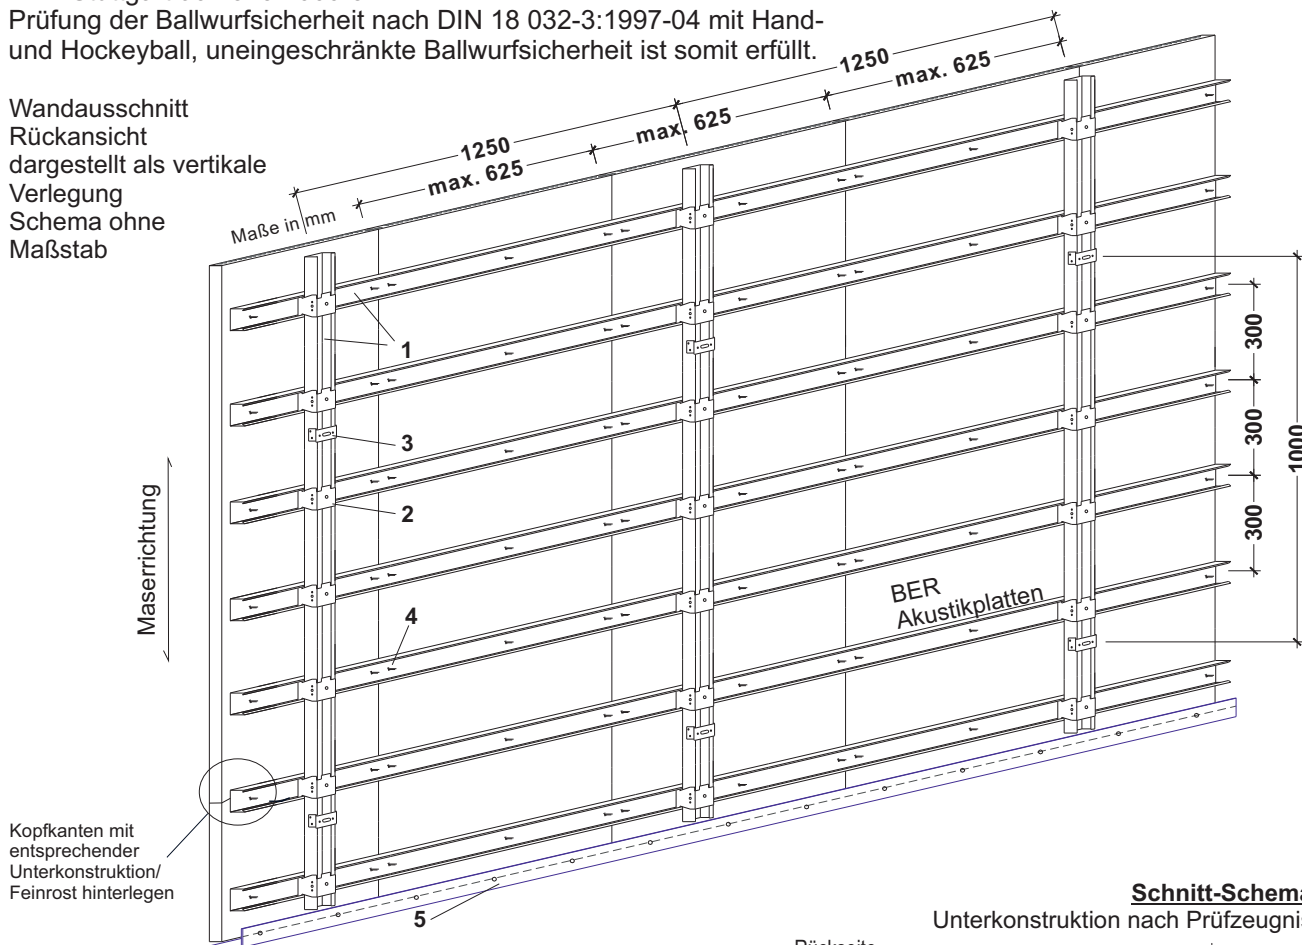 Prüfung der Ballwurfsicherheit nach DIN 18 032-3:1997-04 mit Hand-
und Hockeyball, uneingeschränkte Ballwurfsicherheit ist somit erfüllt.
Wandausschnitt
Rückansicht
dargestellt als vertikale
Verlegung
Schema ohne
Maßstab
Maße in mm
1250
max. 625
max. 625
1250
max. 625
1
3
2
4
5
300
300
300
1000
Maserrichtung
BER
Akustikplatten
Kopfkanten mit
entsprechender
Unterkonstruktion/
Feinrost hinterlegen
Schnitt-Schema
Unterkonstruktion nach Prüfzeugnis
Rückseite